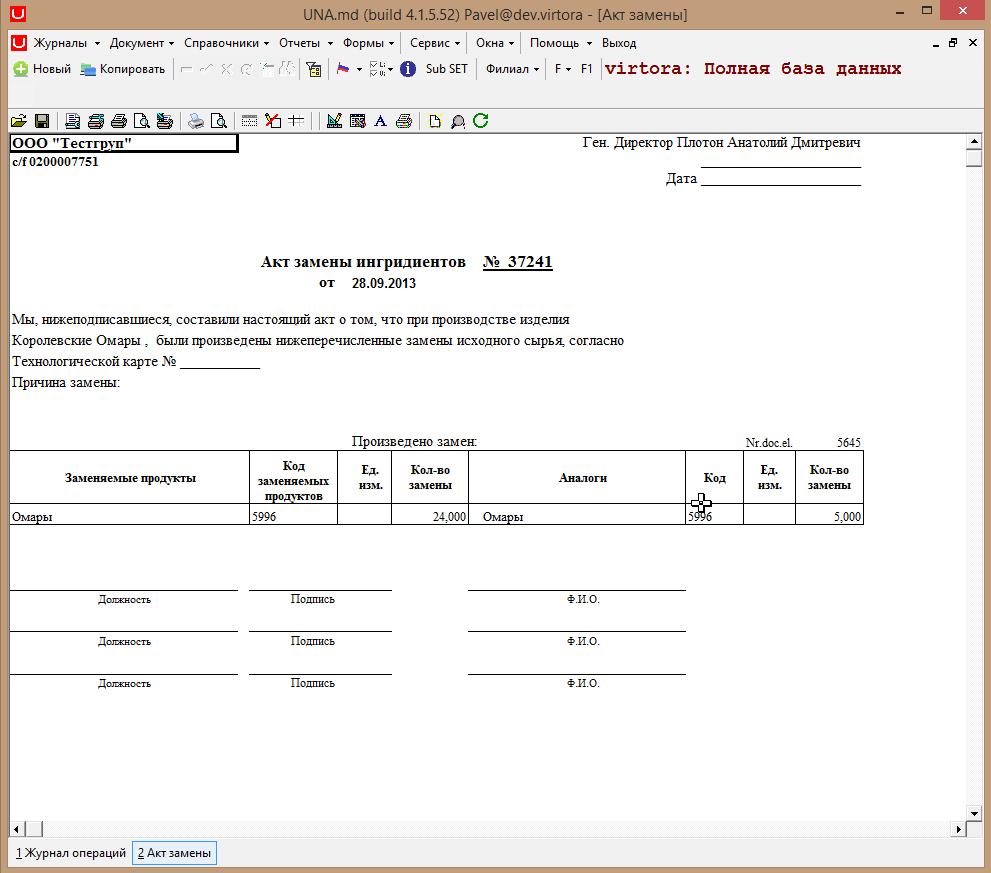 UNA.md (build 4.1.5.52) Pavel@dev.virtora - [Акт замены]
Журналы Документ Справочники Отчеты Формы Сервис Окна Помощь Выход
Новый Копировать Sub SET Филиал F F1 virtora: Полная база данных
ООО "Тестгруп" Ген. Директор Плотон Анатолий Дмитревич
c/f 0200007751
Дата
Акт замены ингридиентов № 37241
от 28.09.2013
Мы, нижеподписавшиеся, составили настоящий акт о том, что при производстве изделия
Королевские Омары , были произведены нижеперечисленные замены исходного сырья, согласно
Технологической карте № ___________
Причина замены:
Произведено замен: Nr.doc.el. 5645
Заменяемые продукты Код заменяемых продуктов Ед. изм. Кол-во замены Аналоги Код Ед. изм. Кол-во замены
Омары 5996 24,000 Омары 5996 5,000
Должность Подпись Ф.И.О.
Должность Подпись Ф.И.О.
Должность Подпись Ф.И.О.
1 Журнал операций 2 Акт замены